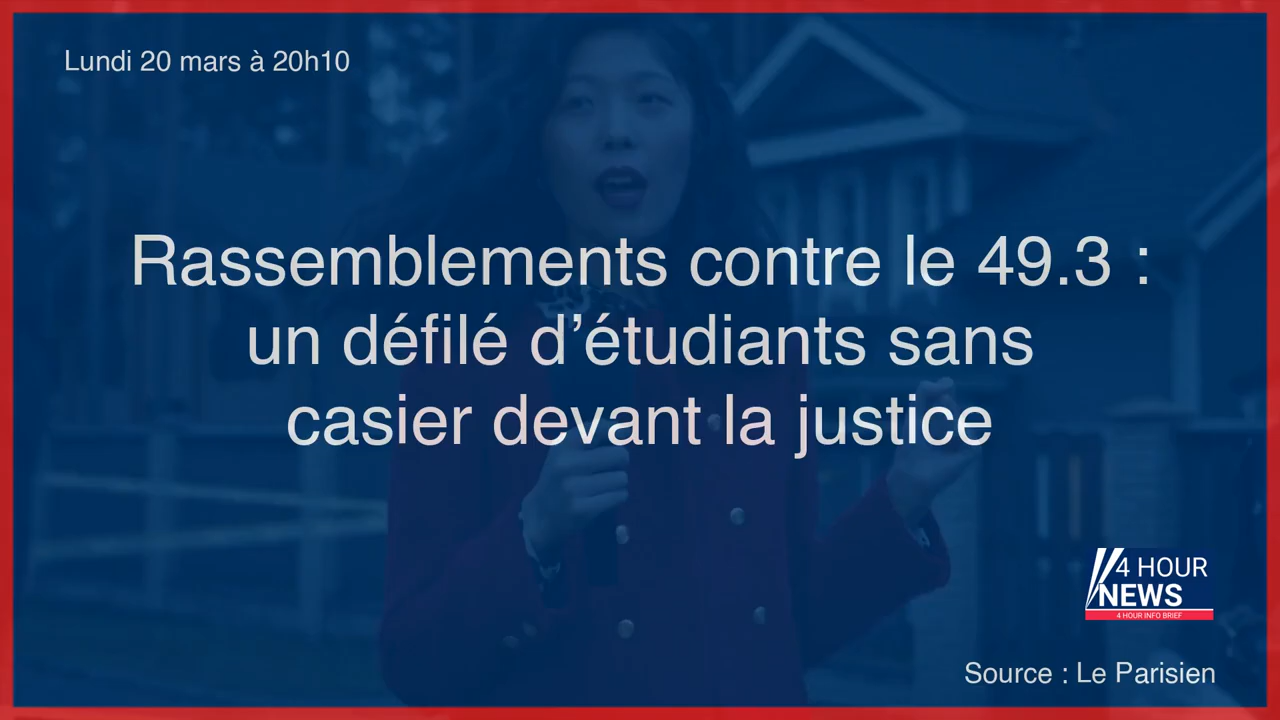 Lundi 20 mars à 20h10
Rassemblements contre le 49.3 :
un défilé d’étudiants sans
casier devant la justice
4 HOUR
NEWS
4 HOUR INFO BRIEF
Source : Le Parisien